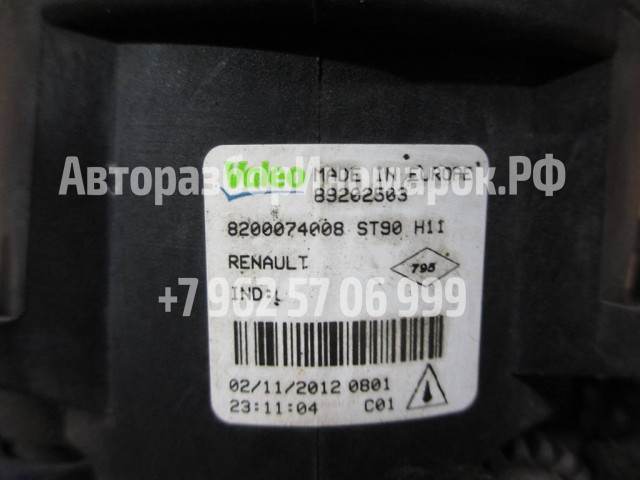 Valeo MADE IN EUROPE
89202503
Авторазбор Иномарок.РФ
8200074008 ST90 H11
RENAULT
795
IND:
+7 962 57 06 999
02/11/2012 0801
23:11:04 C01